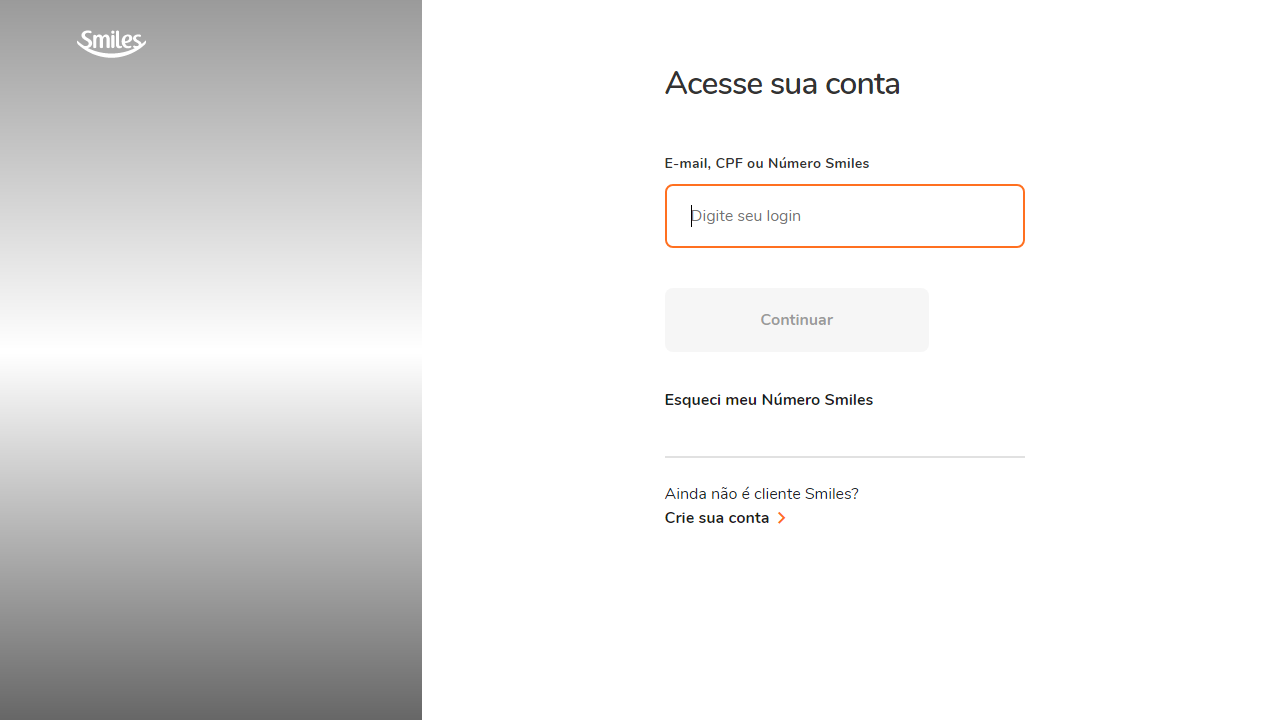 Smiles
Acesse sua conta
E-mail, CPF ou Número Smiles
Digite seu login
Continuar
Esqueci meu Número Smiles
Ainda não é cliente Smiles?
Crie sua conta